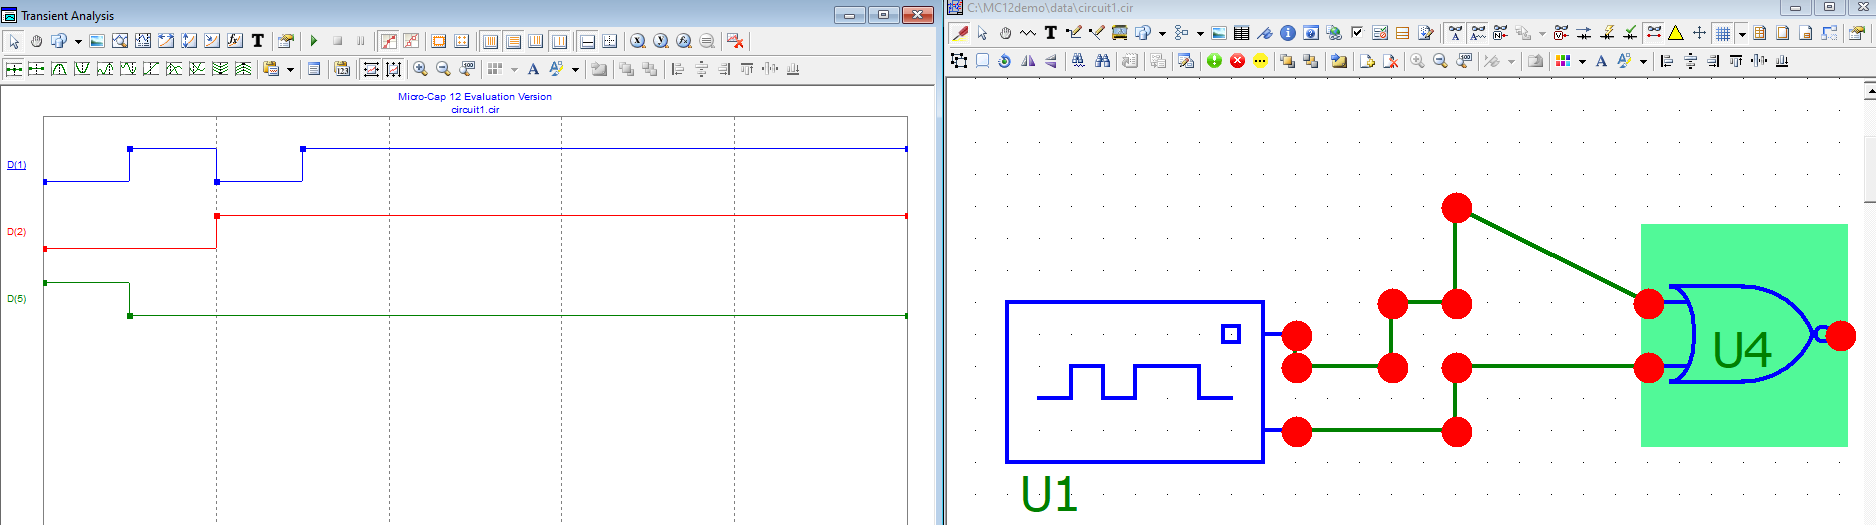 Transient Analysis
Micro-Cap 12 Evaluation Version
circuit1.cir
D(1)
D(2)
D(5)
C:\MC12demo\data\circuit1.cir
U4
U1